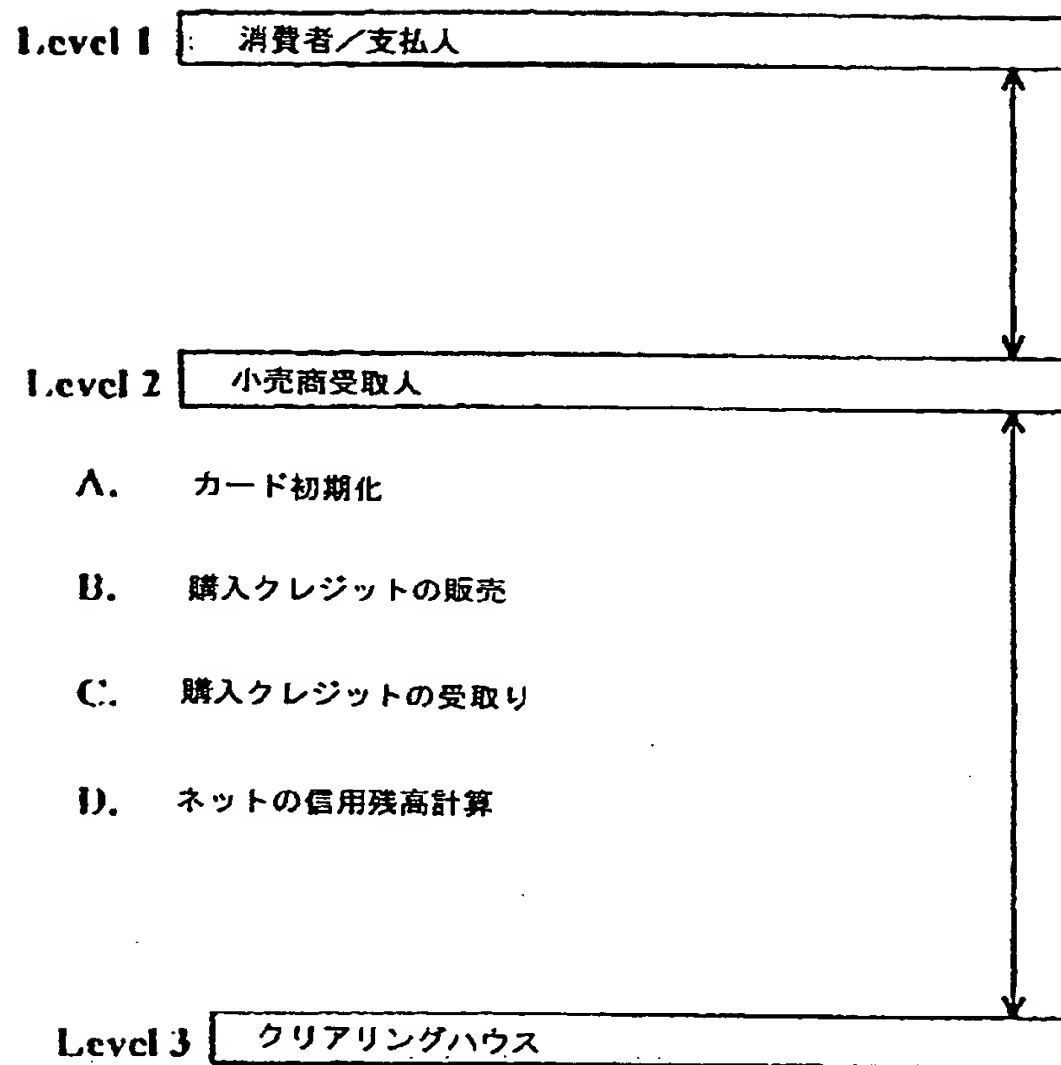 Level 1 消費者／支払人
Level 2 小売商受取人
A. カード初期化
B. 購入クレジットの販売
C. 購入クレジットの受取り
D. ネットの信用残高計算
Level 3 クリアリングハウス